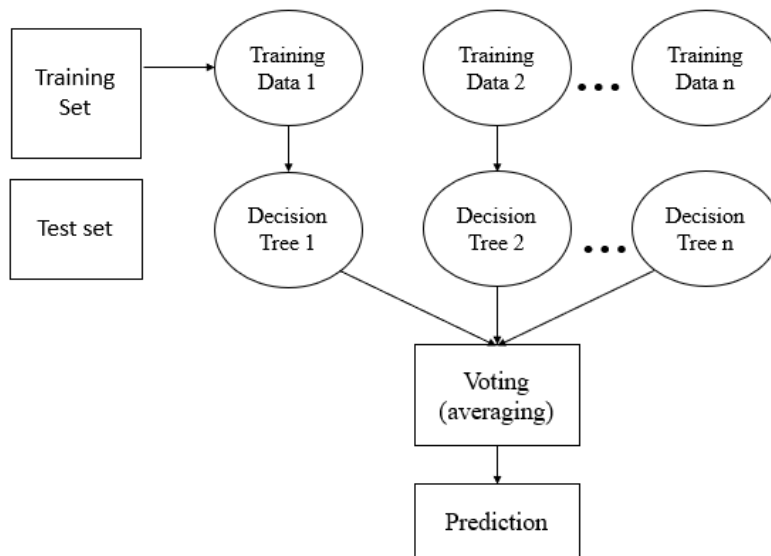 Training
Set
Training
Data 1
Training
Data 2
...
Training
Data n
Test set
Decision
Tree 1
Decision
Tree 2
...
Decision
Tree n
Voting
(averaging)
Prediction